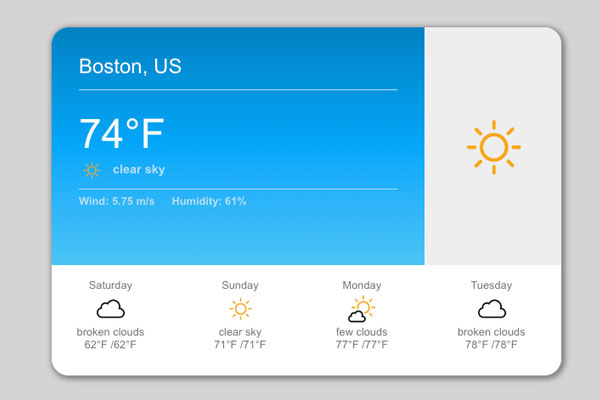 Boston, US
74°F
clear sky
Wind: 5.75 m/s Humidity: 61%
Saturday Sunday Monday Tuesday
broken clouds clear sky few clouds broken clouds
62°F /62°F 71°F /71°F 77°F /77°F 78°F /78°F